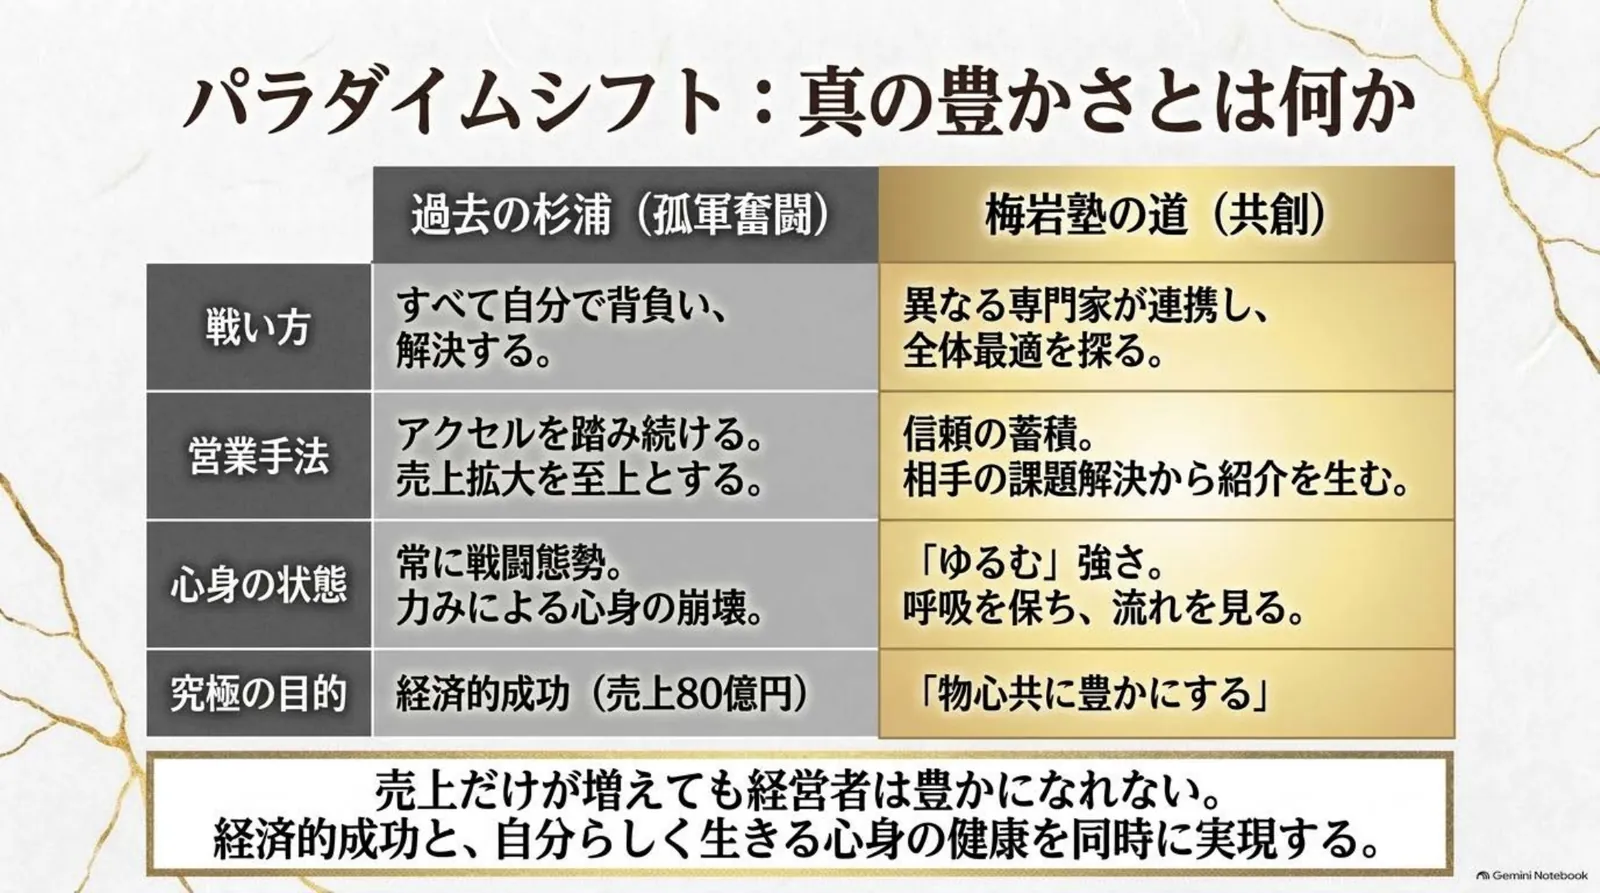 パラダイムシフト：真の豊かさとは何か
過去の杉浦（孤軍奮闘）
梅岩塾の道（共創）
戦い方
すべて自分で背負い、
解決する。
異なる専門家が連携し、
全体最適を探る。
営業手法
アクセルを踏み続ける。
売上拡大を至上とする。
信頼の蓄積。
相手の課題解決から紹介を生む。
心身の状態
常に戦闘態勢。
力みによる心身の崩壊。
「ゆるむ」強さ。
呼吸を保ち、流れを見る。
究極の目的
経済的成功（売上80億円）
「物心共に豊かにする」
売上だけが増えても経営者は豊かになれない。
経済的成功と、自分らしく生きる心身の健康を同時に実現する。
Gemini Notebook